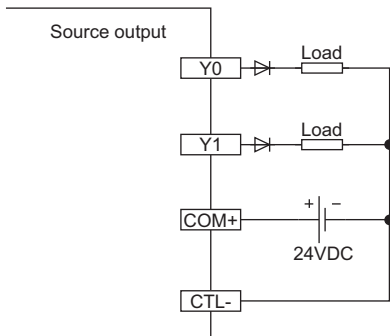 Source output
Load
Y0
Load
Y1
+ −
COM+
24VDC
CTL-